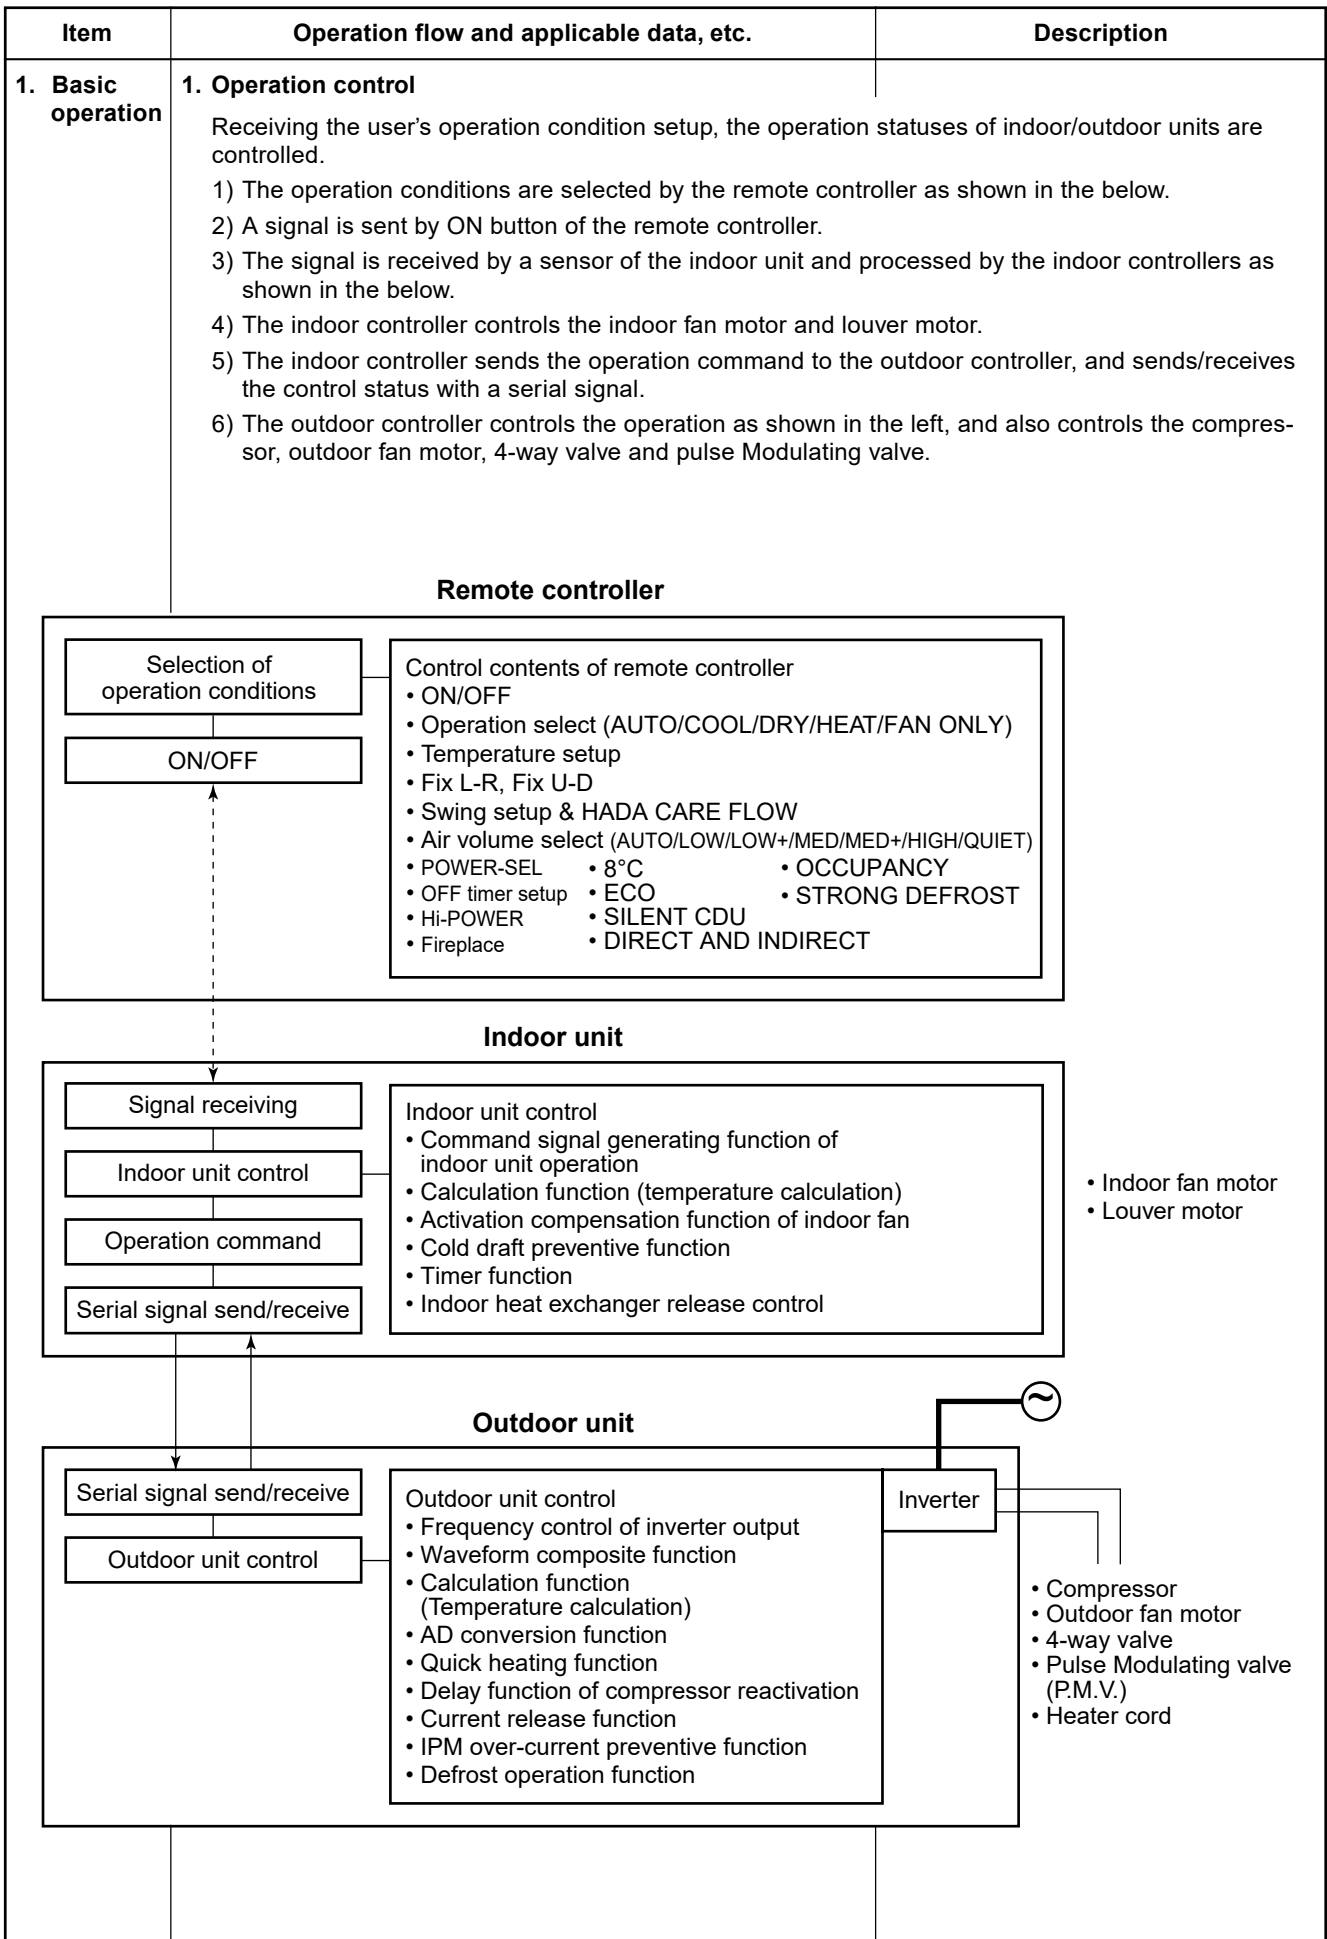 Item
Operation flow and applicable data, etc.
Description
1. Basic
operation
1. Operation control
Receiving the user's operation condition setup, the operation statuses of indoor/outdoor units are
controlled.
1) The operation conditions are selected by the remote controller as shown in the below.
2) A signal is sent by ON button of the remote controller.
3) The signal is received by a sensor of the indoor unit and processed by the indoor controllers as
shown in the below.
4) The indoor controller controls the indoor fan motor and louver motor.
5) The indoor controller sends the operation command to the outdoor controller, and sends/receives
the control status with a serial signal.
6) The outdoor controller controls the operation as shown in the left, and also controls the compres-
sor, outdoor fan motor, 4-way valve and pulse Modulating valve.
Remote controller
Selection of
operation conditions
ON/OFF
Control contents of remote controller
• ON/OFF
• Operation select (AUTO/COOL/DRY/HEAT/FAN ONLY)
• Temperature setup
• Fix L-R, Fix U-D
• Swing setup & HADA CARE FLOW
• Air volume select (AUTO/LOW/LOW+/MED/MED+/HIGH/QUIET)
• POWER-SEL
• OFF timer setup
• Hi-POWER
• Fireplace
• 8°C
• ECO
• SILENT CDU
• DIRECT AND INDIRECT
• OCCUPANCY
• STRONG DEFROST
Indoor unit
Signal receiving
Indoor unit control
Operation command
Serial signal send/receive
Indoor unit control
• Command signal generating function of
indoor unit operation
• Calculation function (temperature calculation)
• Activation compensation function of indoor fan
• Cold draft preventive function
• Timer function
• Indoor heat exchanger release control
• Indoor fan motor
• Louver motor
~
Outdoor unit
Serial signal send/receive
Outdoor unit control
Outdoor unit control
• Frequency control of inverter output
• Waveform composite function
• Calculation function
(Temperature calculation)
• AD conversion function
• Quick heating function
• Delay function of compressor reactivation
• Current release function
• IPM over-current preventive function
• Defrost operation function
Inverter
• Compressor
• Outdoor fan motor
• 4-way valve
• Pulse Modulating valve
(P.M.V.)
• Heater cord